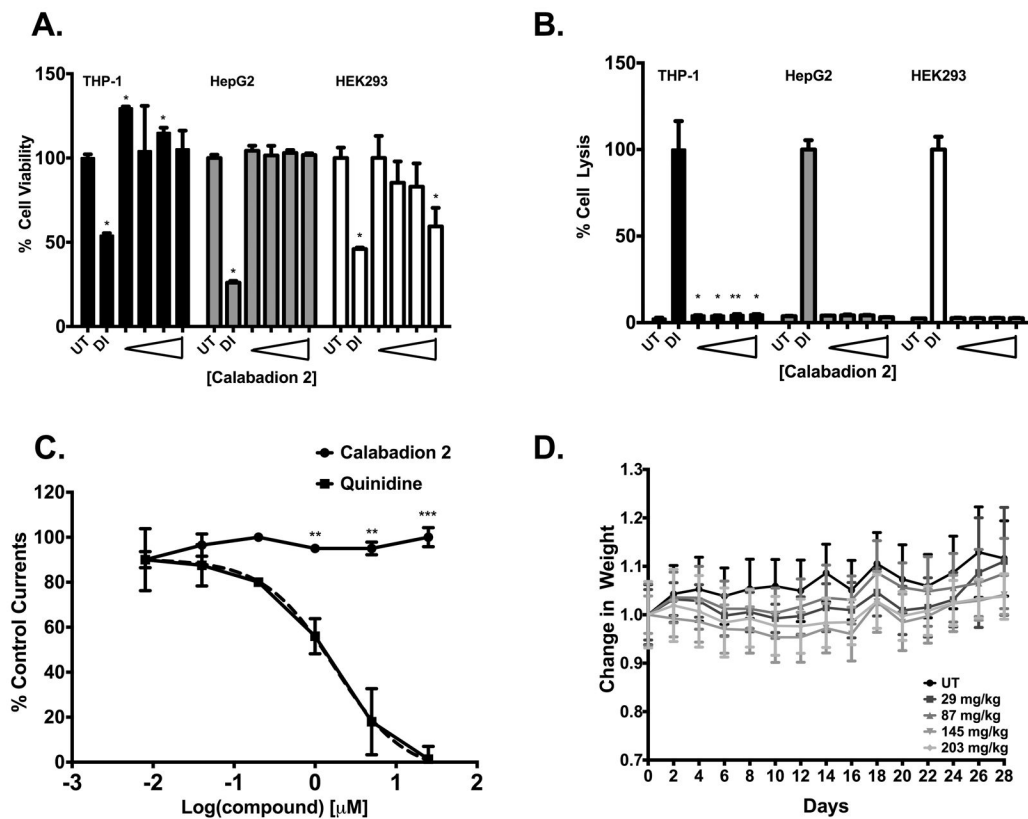 A.
THP-1 HepG2 HEK293
% Cell Viability
150
100
50
0
* * * * *
UT DI UT DI UT DI
[Calabadion 2]
B.
THP-1 HepG2 HEK293
% Cell Lysis
150
100
50
0
* * ** *
UT DI UT DI UT DI
[Calabadion 2]
C.
Calabadion 2
Quinidine
% Control Currents
120
100
80
60
40
20
0
** ** ***
-3 -2 -1 0 1 2
Log(compound) [μM]
D.
Change in Weight
1.3
1.2
1.1
1.0
0.9
0.8
0.7
UT
29 mg/kg
87 mg/kg
145 mg/kg
203 mg/kg
0 2 4 6 8 10 12 14 16 18 20 22 24 26 28
Days